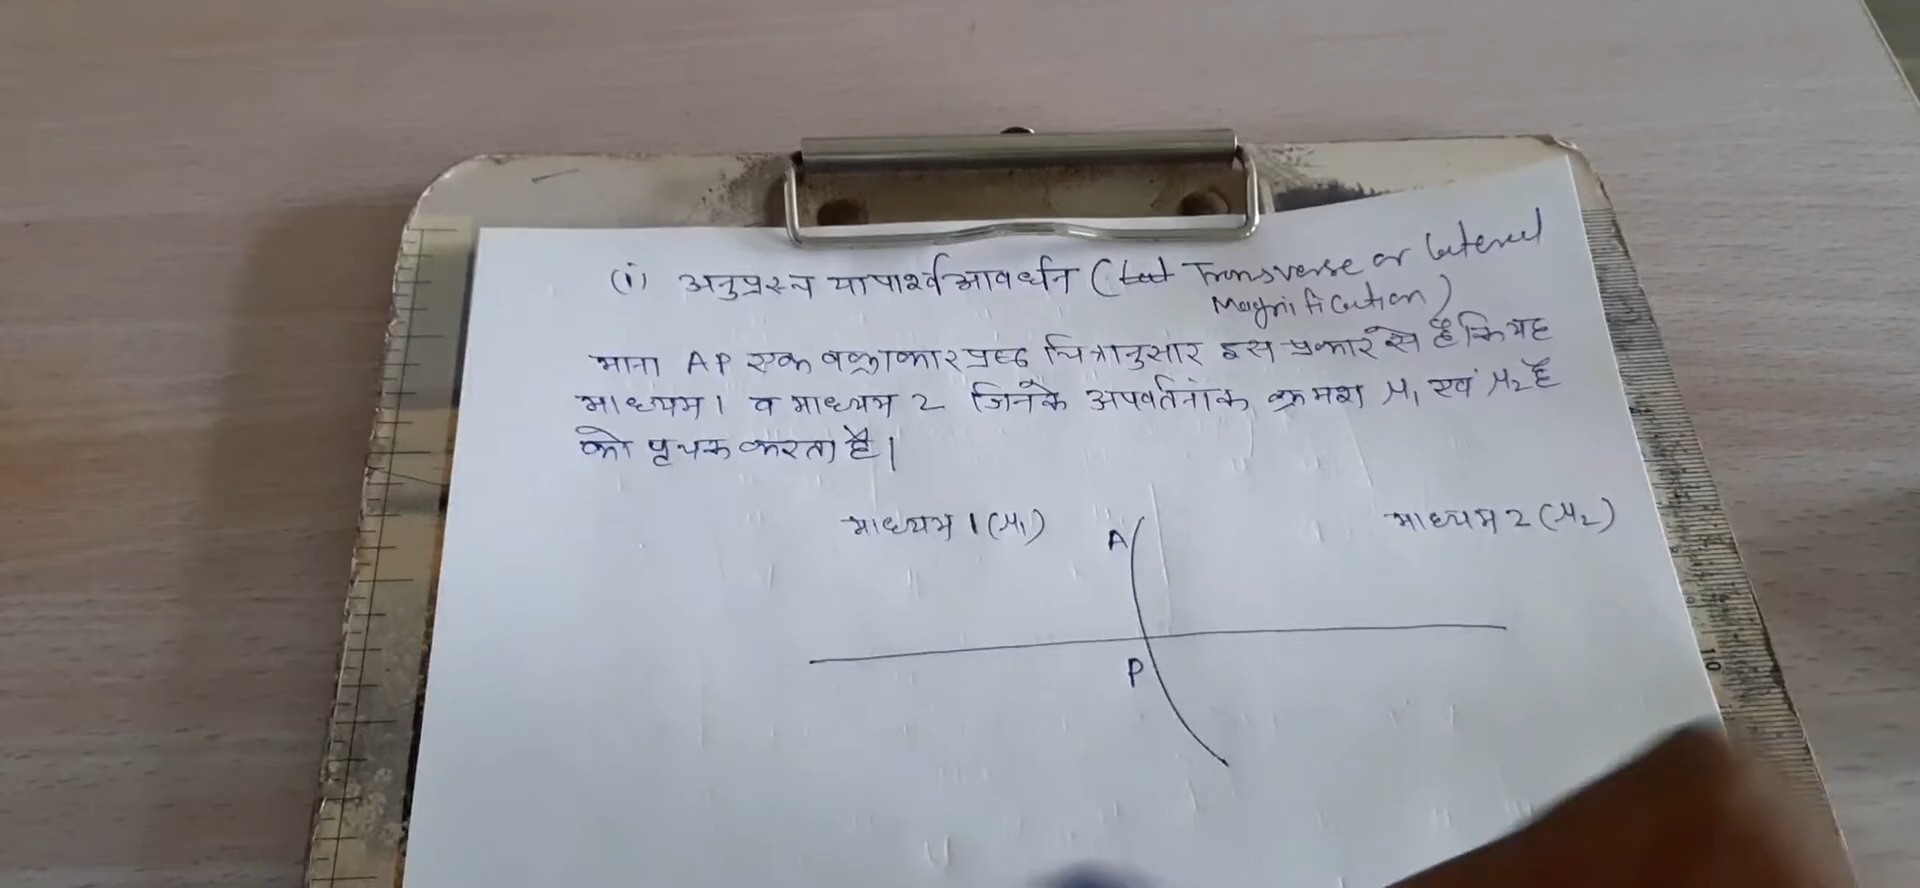 (i) अनुप्रस्थ या पार्श्व आवर्धन ( Transverse or lateral
Magnification)
माना AP एक वक्राकार प्रष्ठ चित्रानुसार इस प्रकार से है कि यह
माध्यम 1 व माध्यम 2 जिनके अपवर्तनांक क्रमश μ₁ एवं μ₂ है
को पृथक करता है।
माध्यम 1 (μ₁)
A
माध्यम 2 (μ₂)
P
10